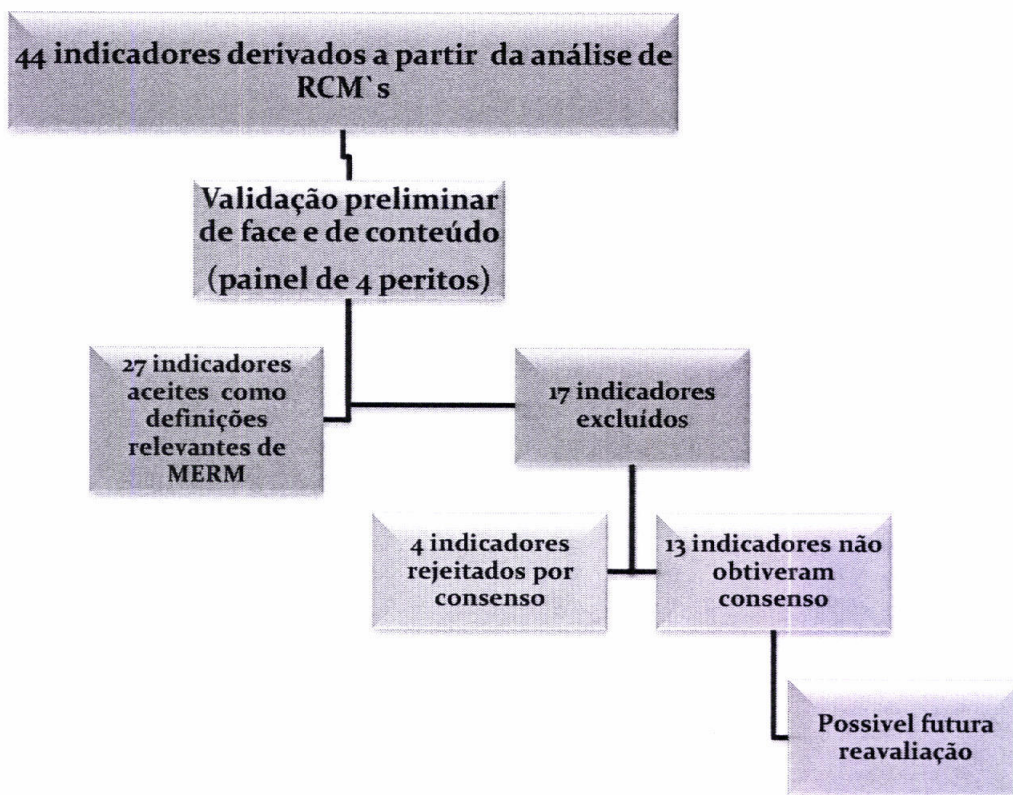 44 indicadores derivados a partir da análise de
RCM`s
Validação preliminar
de face e de conteúdo
(painel de 4 peritos)
27 indicadores
aceites como
definições
relevantes de
MERM
17 indicadores
excluídos
4 indicadores
rejeitados por
consenso
13 indicadores não
obtiveram
consenso
Possivel futura
reavaliação